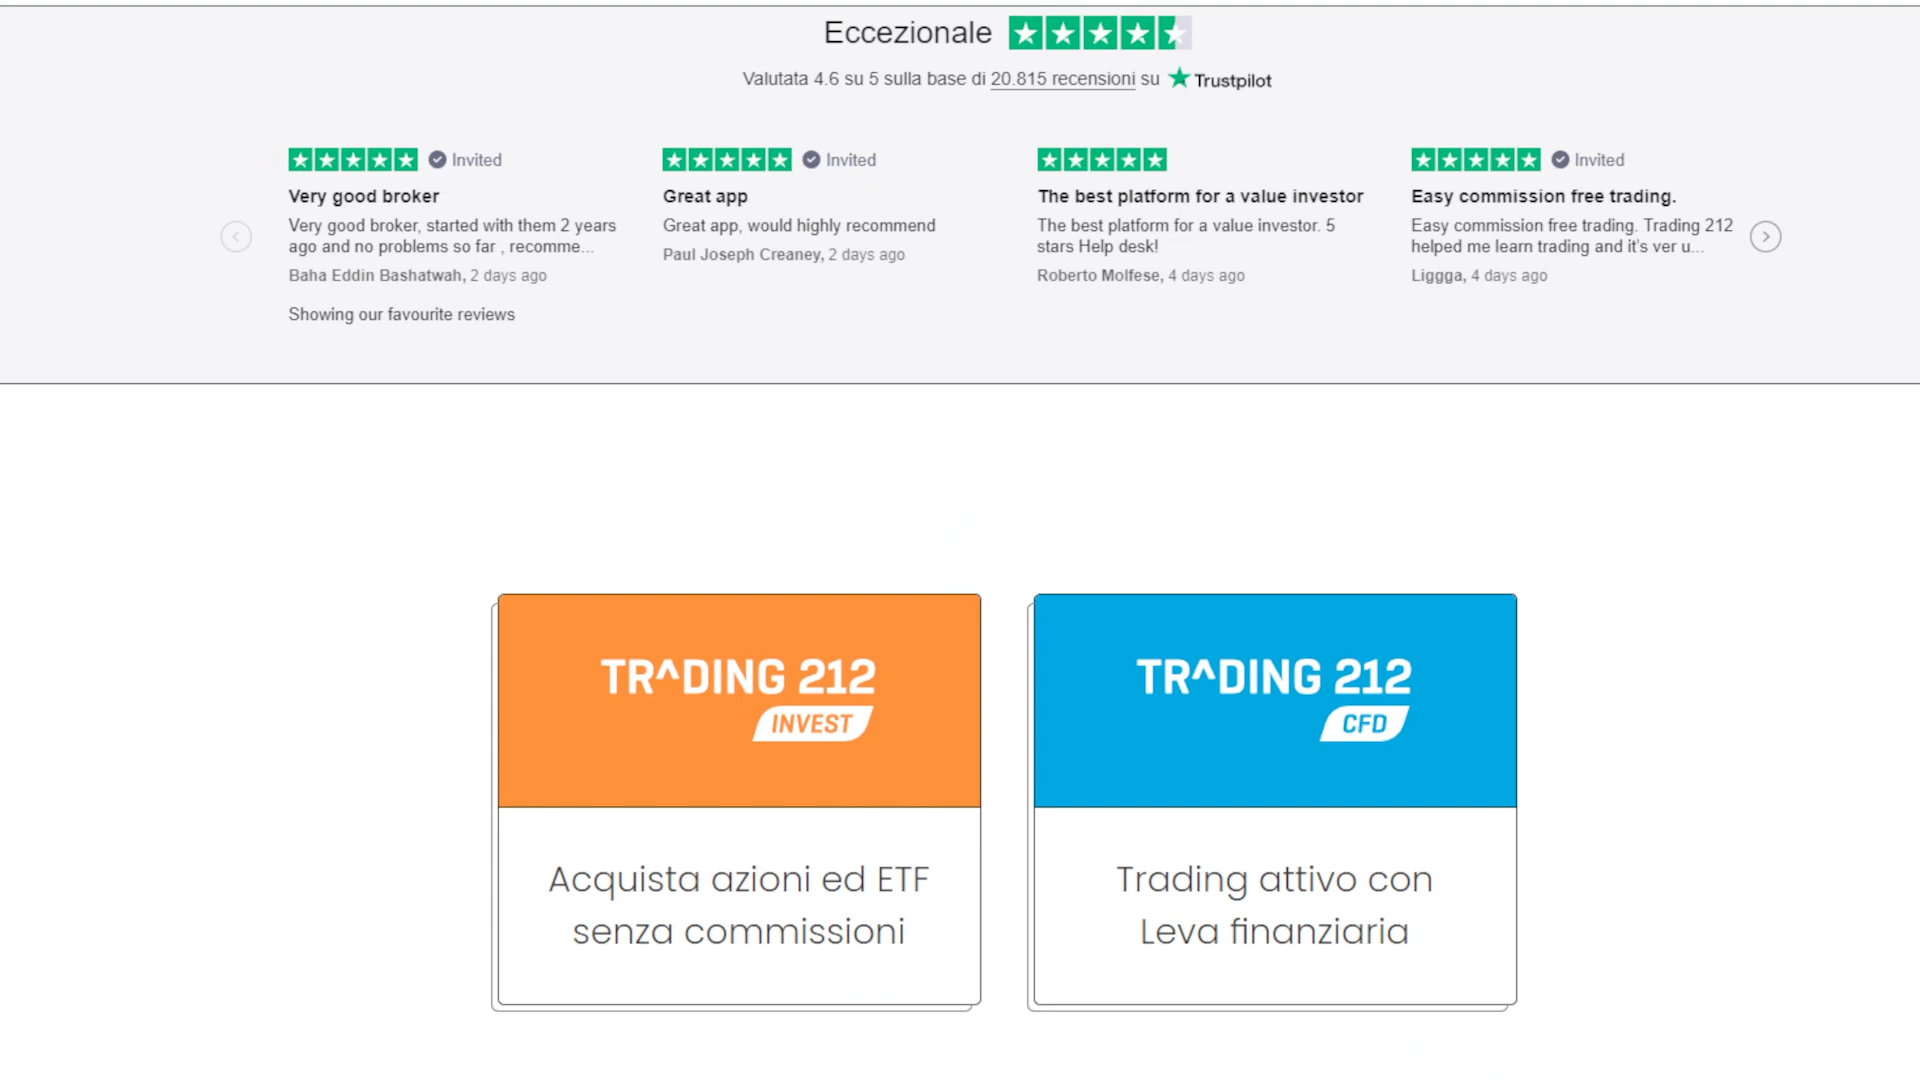 Eccezionale
Valutata 4.6 su 5 sulla base di 20.815 recensioni su Trustpilot
Invited
Very good broker
Very good broker, started with them 2 years
ago and no problems so far , recomme...
Baha Eddin Bashatwah, 2 days ago
Showing our favourite reviews
Invited
Great app
Great app, would highly recommend
Paul Joseph Creaney, 2 days ago
The best platform for a value investor
The best platform for a value investor. 5
stars Help desk!
Roberto Molfese, 4 days ago
Invited
Easy commission free trading.
Easy commission free trading. Trading 212
helped me learn trading and it's ver u...
Liggga, 4 days ago
TRADING 212
INVEST
Acquista azioni ed ETF
senza commissioni
TRADING 212
CFD
Trading attivo con
Leva finanziaria